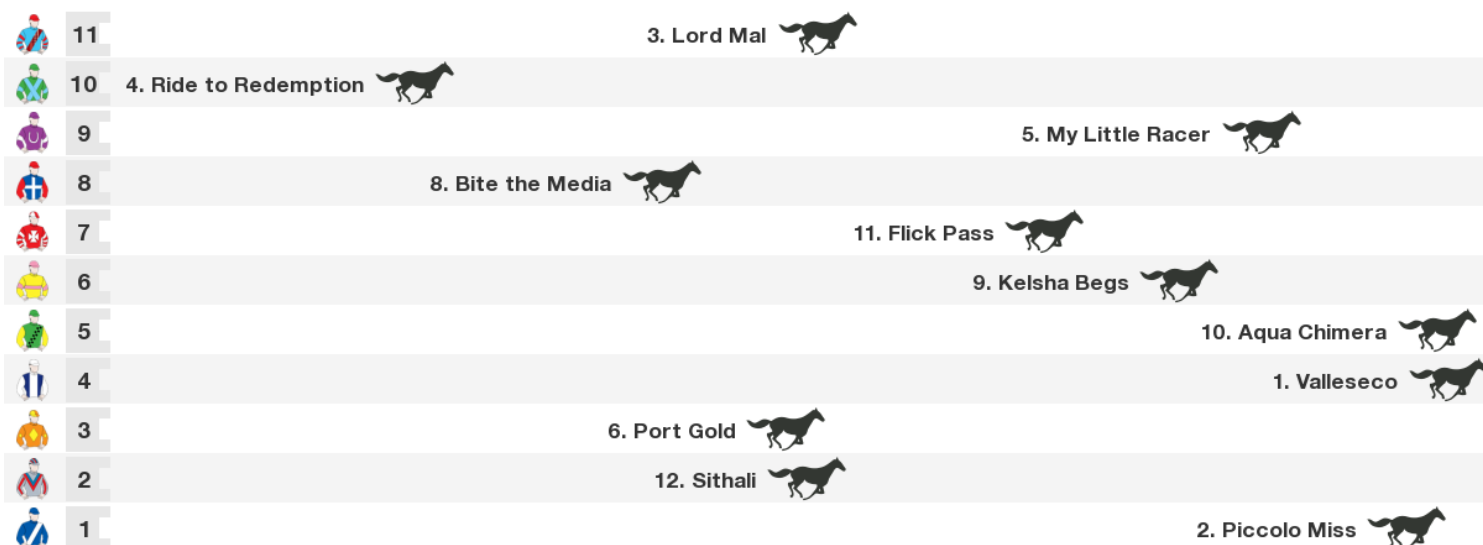 11 3. Lord Mal
10 4. Ride to Redemption
9 5. My Little Racer
8 8. Bite the Media
7 11. Flick Pass
6 9. Kelsha Begs
5 10. Aqua Chimera
4 1. Valleseco
3 6. Port Gold
2 12. Sithali
1 2. Piccolo Miss